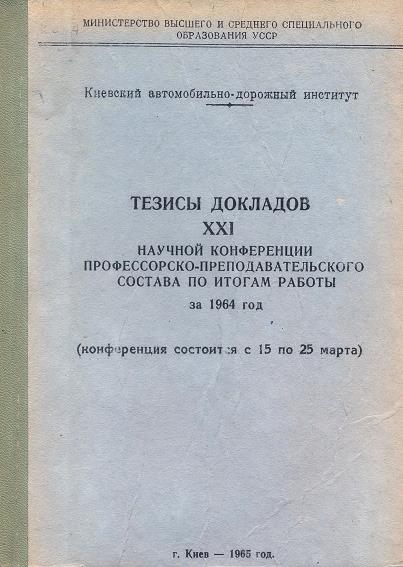 МИНИСТЕРСТВО ВЫСШЕГО И СРЕДНЕГО СПЕЦИАЛЬНОГО
ОБРАЗОВАНИЯ УССР
Киевский автомобильно-дорожный институт
ТЕЗИСЫ ДОКЛАДОВ
XXI
НАУЧНОЙ КОНФЕРЕНЦИИ
ПРОФЕССОРСКО-ПРЕПОДАВАТЕЛЬСКОГО
СОСТАВА ПО ИТОГАМ РАБОТЫ
за 1964 год
(конференция состоится с 15 по 25 марта)
г. Киев — 1965 год.